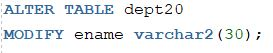 ALTER TABLE dept20
MODIFY ename varchar2(30);